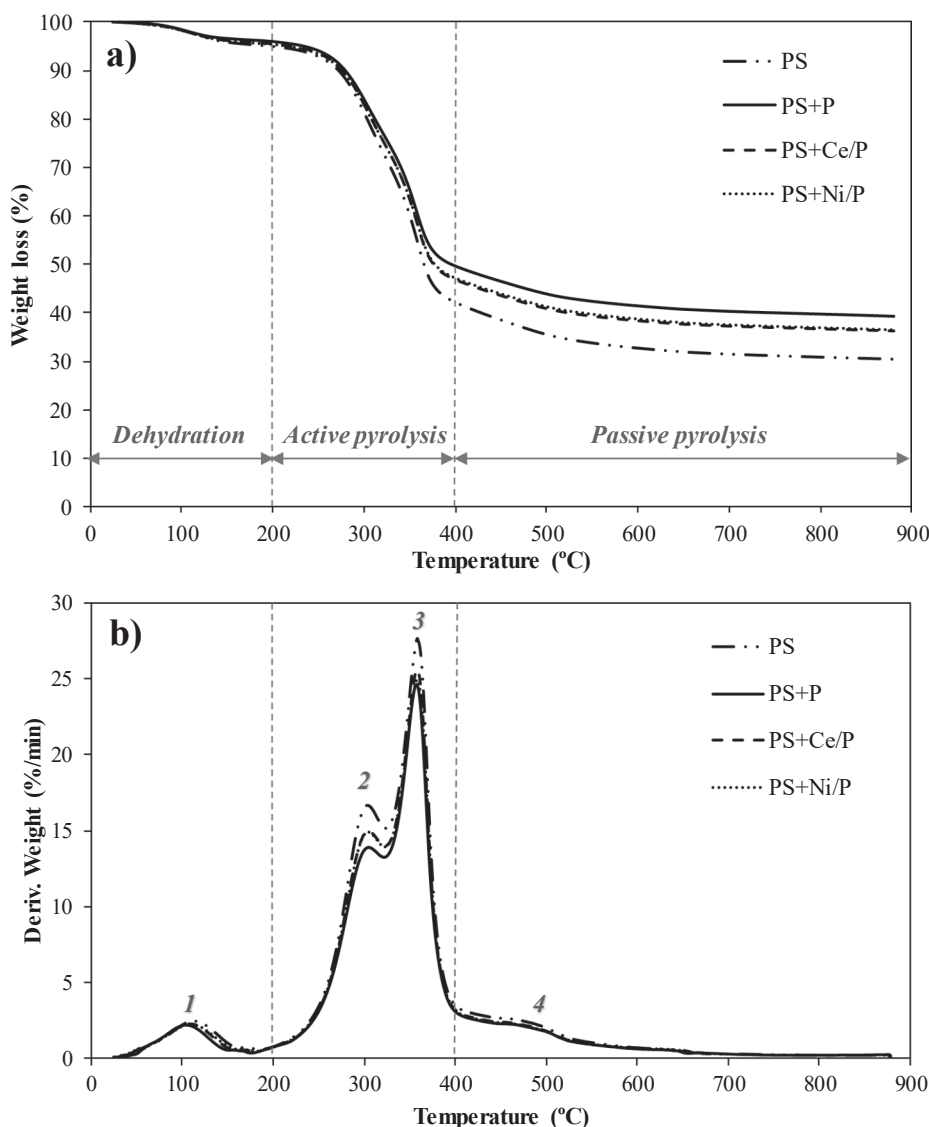 a)
100
90
80
70
60
50
40
30
20
10
0
Weight loss (%)
PS
PS+P
PS+Ce/P
PS+Ni/P
Dehydration
Active pyrolysis
Passive pyrolysis
0 100 200 300 400 500 600 700 800 900
Temperature (ºC)
b)
30
25
20
15
10
5
0
Deriv. Weight (%/min)
PS
PS+P
PS+Ce/P
PS+Ni/P
1
2
3
4
0 100 200 300 400 500 600 700 800 900
Temperature (ºC)